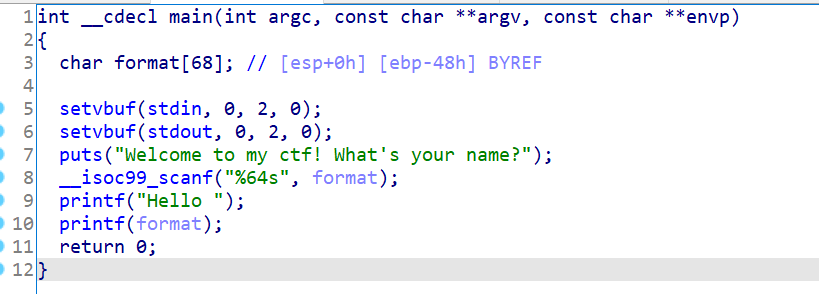 1 int __cdecl main(int argc, const char **argv, const char **envp)
2 {
3   char format[68]; // [esp+0h] [ebp-48h] BYREF
4
5   setvbuf(stdin, 0, 2, 0);
6   setvbuf(stdout, 0, 2, 0);
7   puts("Welcome to my ctf! What's your name?");
8   __isoc99_scanf("%64s", format);
9   printf("Hello ");
10   printf(format);
11   return 0;
12 }